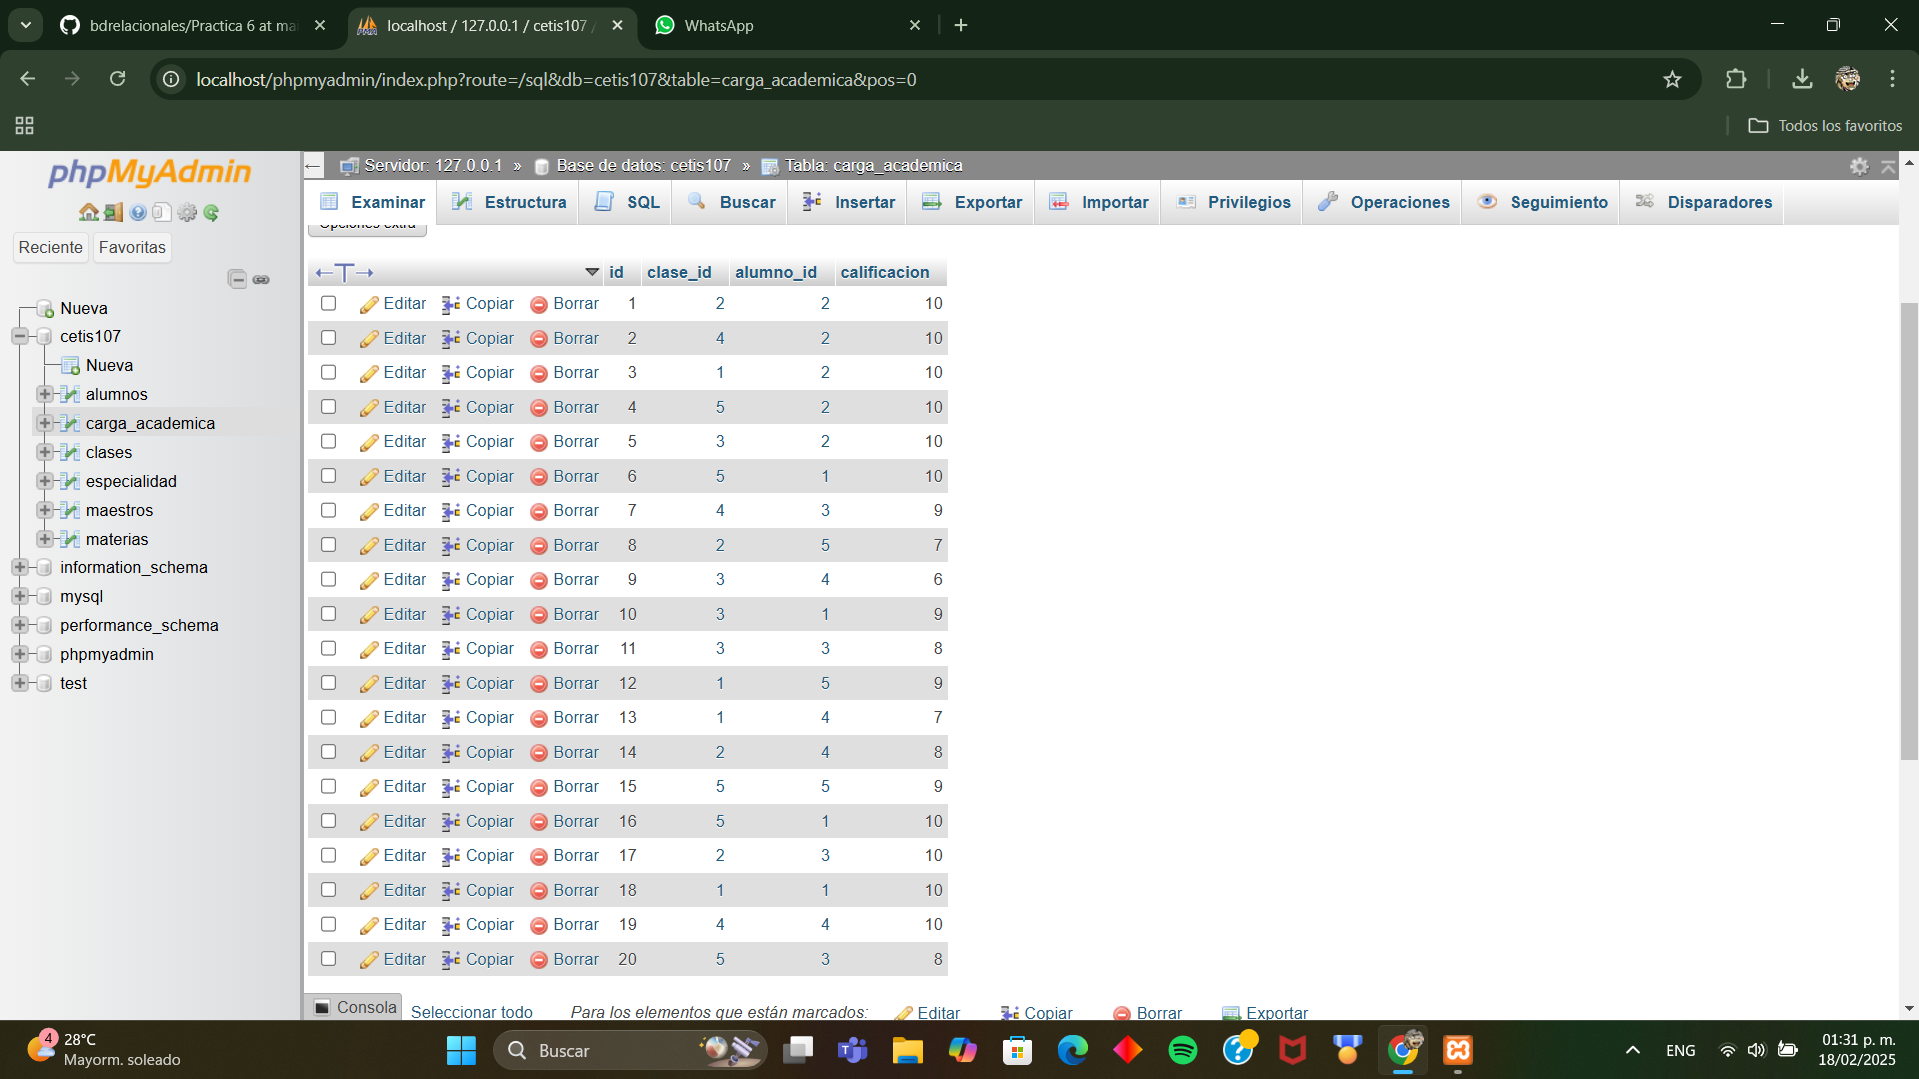 bdrelacionales/Practica 6 at mai
localhost / 127.0.0.1 / cetis107 /
WhatsApp
localhost/phpmyadmin/index.php?route=/sql&db=cetis107&table=carga_academica&pos=0
Todos los favoritos
phpMyAdmin
Reciente Favoritas
Nueva
cetis107
Nueva
alumnos
carga_academica
clases
especialidad
maestros
materias
information_schema
mysql
performance_schema
phpmyadmin
test
Servidor: 127.0.0.1 » Base de datos: cetis107 » Tabla: carga_academica
Examinar Estructura SQL Buscar Insertar Exportar Importar Privilegios Operaciones Seguimiento Disparadores
Opciones extra
←T→ id clase_id alumno_id calificacion
Editar Copiar Borrar 1 2 2 10
Editar Copiar Borrar 2 4 2 10
Editar Copiar Borrar 3 1 2 10
Editar Copiar Borrar 4 5 2 10
Editar Copiar Borrar 5 3 2 10
Editar Copiar Borrar 6 5 1 10
Editar Copiar Borrar 7 4 3 9
Editar Copiar Borrar 8 2 5 7
Editar Copiar Borrar 9 3 4 6
Editar Copiar Borrar 10 3 1 9
Editar Copiar Borrar 11 3 3 8
Editar Copiar Borrar 12 1 5 9
Editar Copiar Borrar 13 1 4 7
Editar Copiar Borrar 14 2 4 8
Editar Copiar Borrar 15 5 5 9
Editar Copiar Borrar 16 5 1 10
Editar Copiar Borrar 17 2 3 10
Editar Copiar Borrar 18 1 1 10
Editar Copiar Borrar 19 4 4 10
Editar Copiar Borrar 20 5 3 8
Consola Seleccionar todo Para los elementos que están marcados: Editar Copiar Borrar Exportar
4
28°C
Mayorm. soleado
Buscar
ENG
01:31 p. m.
18/02/2025